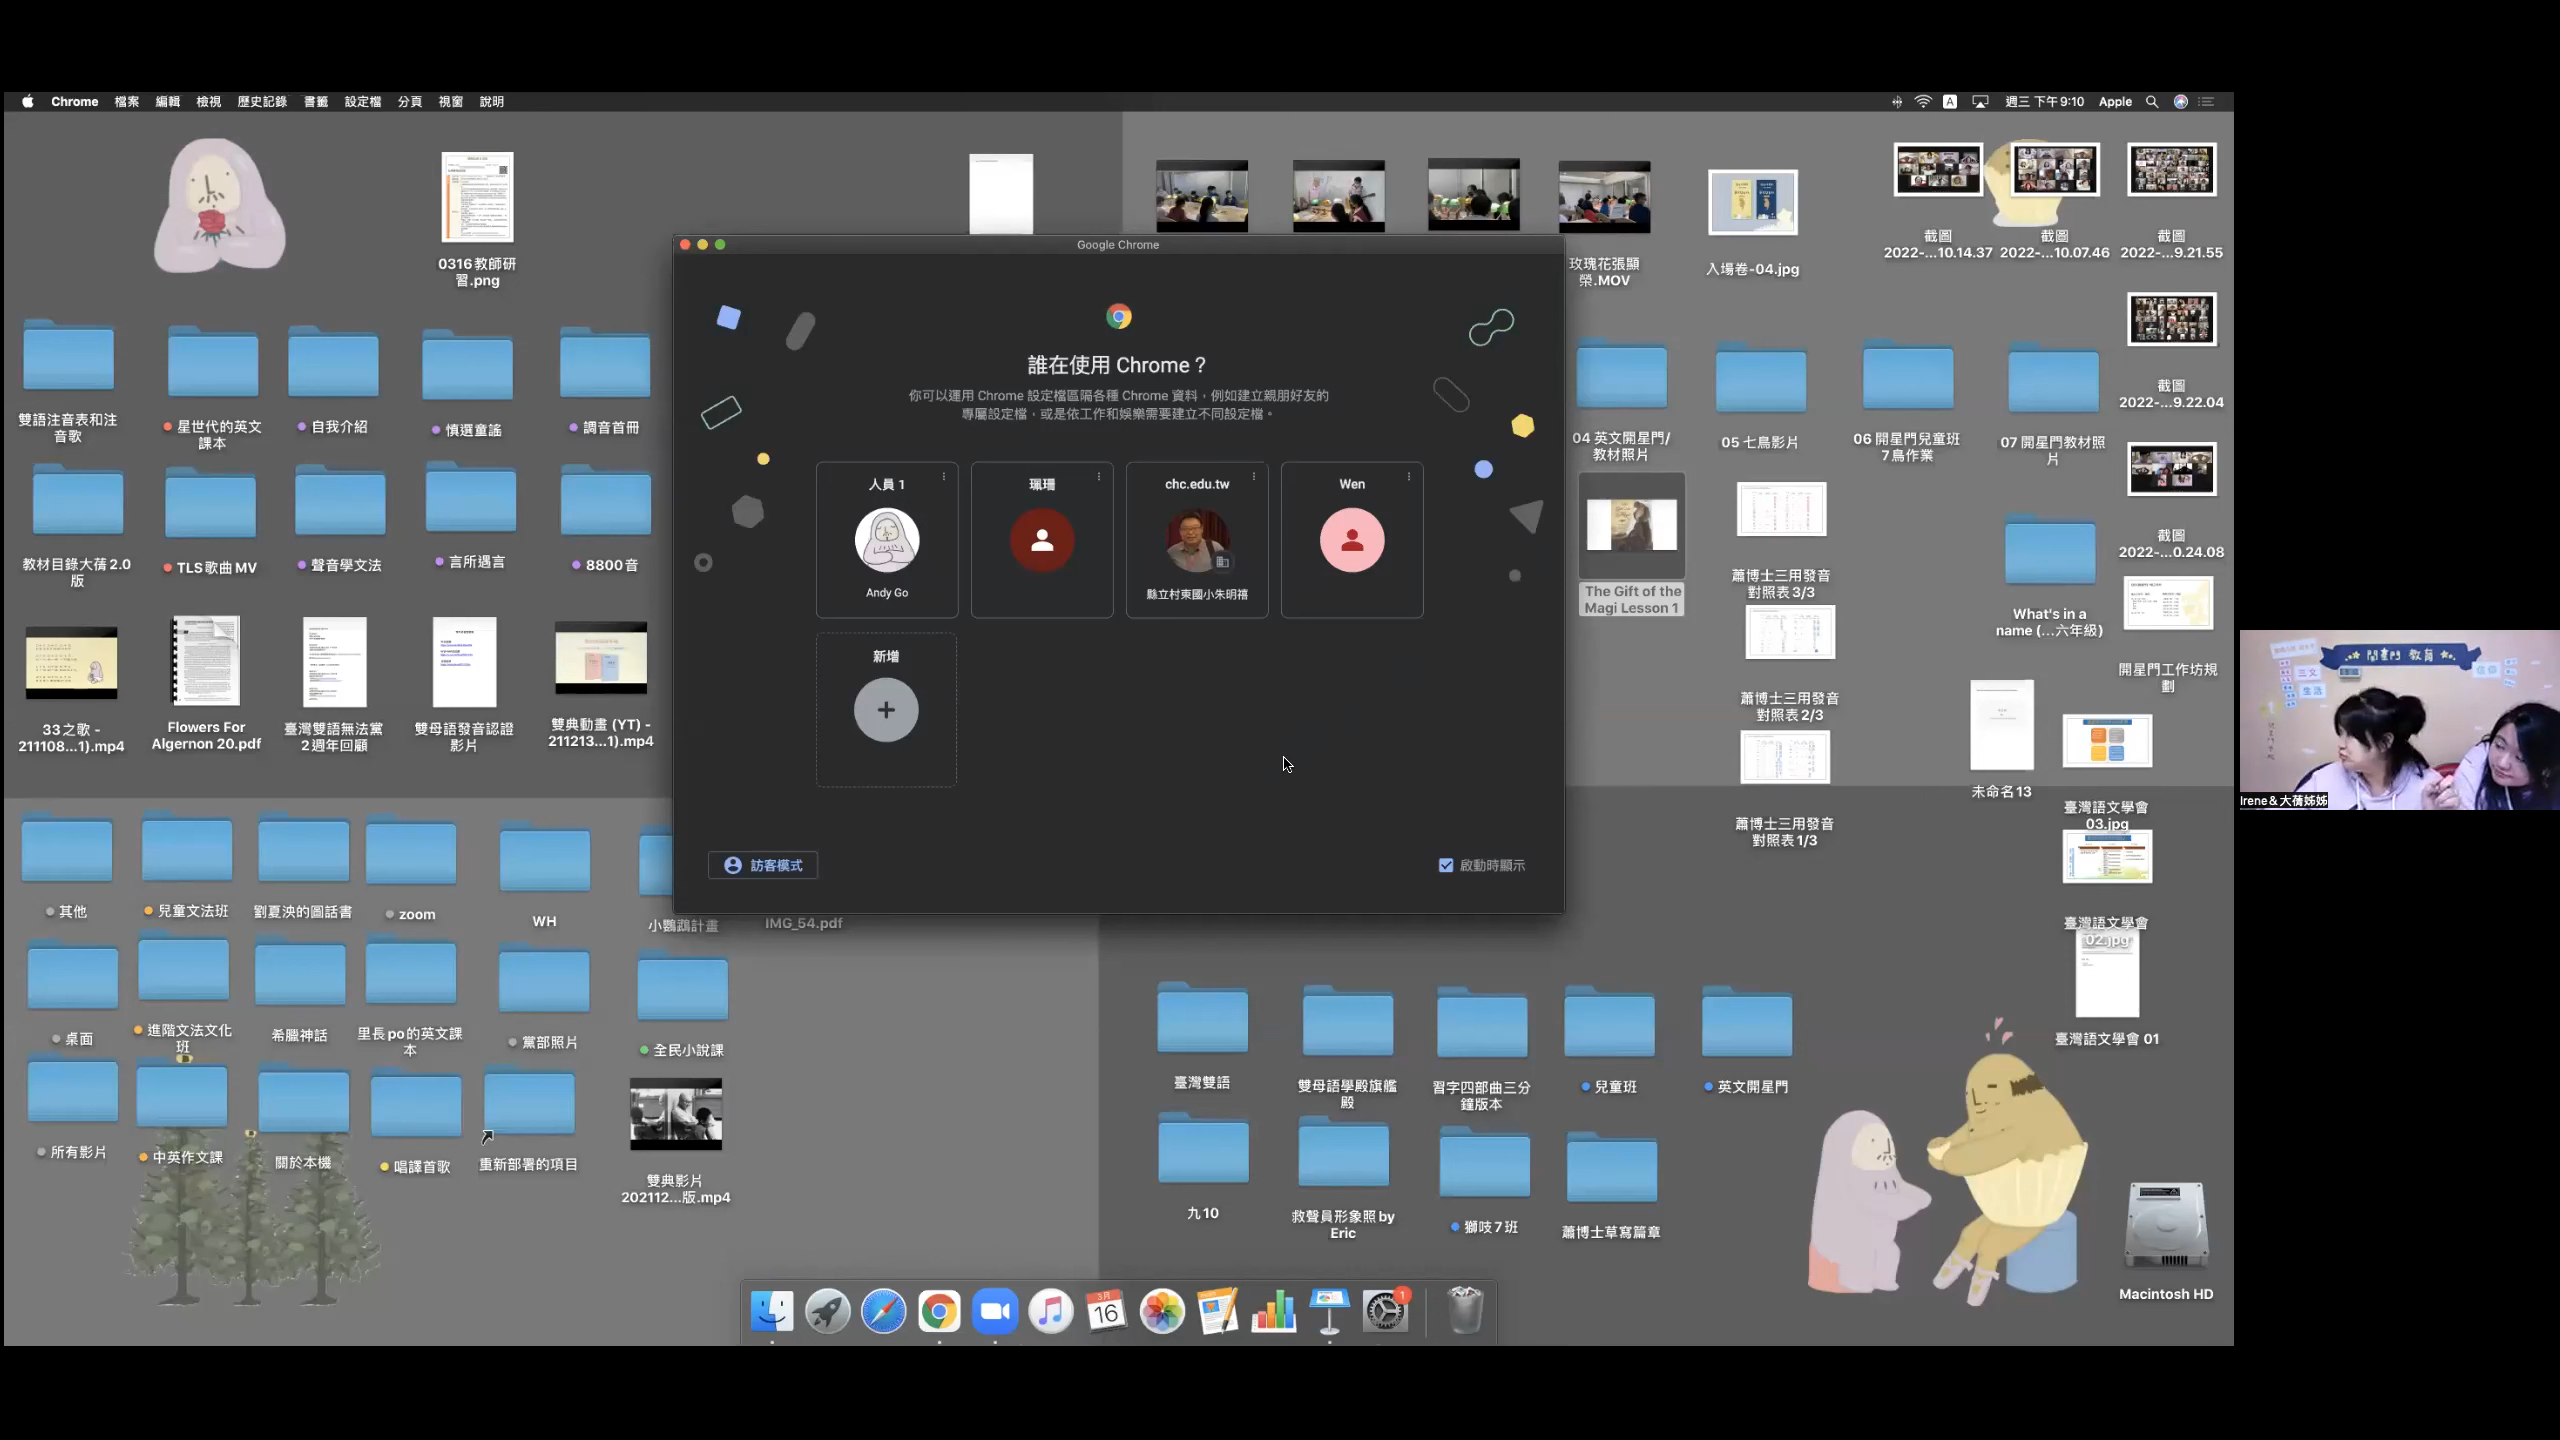 Chrome 檔案 編輯 檢視 歷史記錄 書籤 設定檔 分頁 視窗 說明
A 週三 下午9:10 Apple
0316教師研
習.png
玫瑰花張顯
榮.MOV
入場卷-04.jpg
截圖
2022-...10.14.37
截圖
2022-...10.07.46
截圖
2022-...9.21.55
截圖
2022-...9.22.04
截圖
2022-...0.24.08
雙語注音表和注
音歌
星世代的英文
課本
自我介紹
慎選童謠
調音首冊
教材目錄大蒨2.0
版
TLS歌曲MV
聲音學文法
言所遇言
8800音
33之歌 -
211108...1).mp4
Flowers For
Algernon 20.pdf
臺灣雙語無法黨
2週年回顧
雙母語發音認證
影片
雙典動畫 (YT) -
211213...1).mp4
Google Chrome
誰在使用 Chrome？
你可以運用 Chrome 設定檔區隔各種 Chrome 資料，例如建立親朋好友的
專屬設定檔，或是依工作和娛樂需要建立不同設定檔。
人員 1
Andy Go
珮珊
chc.edu.tw
縣立村東國小朱明禧
Wen
新增
訪客模式
啟動時顯示
04 英文開星門/
教材照片
05 七鳥影片
06 開星門兒童班
7鳥作業
07 開星門教材照
片
The Gift of the
Magi Lesson 1
蕭博士三用發音
對照表3/3
蕭博士三用發音
對照表2/3
蕭博士三用發音
對照表1/3
What's in a
name (...六年級)
開星門工作坊規
劃
未命名13
臺灣語文學會
03.jpg
臺灣語文學會
02.jpg
臺灣語文學會 01
開星門 教育
三文
生活
Irene & 大蒨姊姊
其他
兒童文法班
劉夏泱的圖話書
zoom
WH
小鸚鵡計畫
IMG_54.pdf
桌面
進階文法文化
班
希臘神話
里長po的英文課
本
黨部照片
全民小說課
所有影片
中英作文課
關於本機
唱譯首歌
重新部署的項目
雙典影片
202112...版.mp4
臺灣雙語
雙母語學殿旗艦
殿
習字四部曲三分
鐘版本
兒童班
英文開星門
九10
救聲員形象照by
Eric
獅吱7班
蕭博士草寫篇章
Macintosh HD
3月
16
1